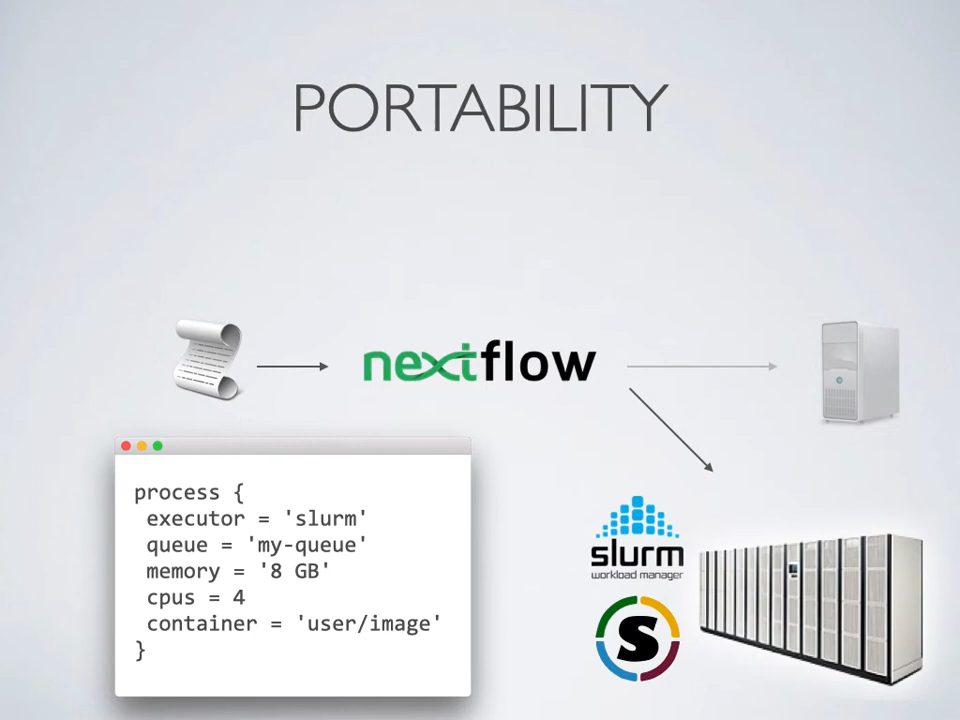 PORTABILITY
nextflow
process {
executor = 'slurm'
queue = 'my-queue'
memory = '8 GB'
cpus = 4
container = 'user/image'
}
slurm
workload manager
S